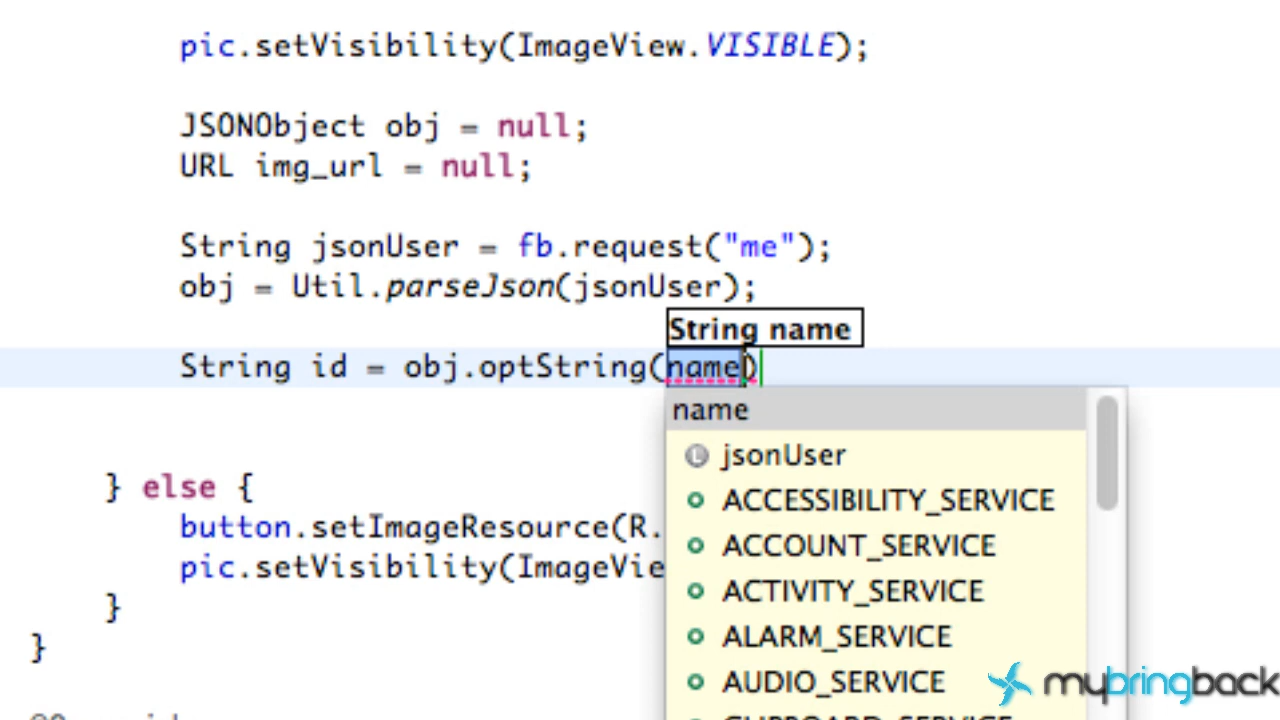 pic.setVisibility(ImageView.VISIBLE);
JSONObject obj = null;
URL img_url = null;
String jsonUser = fb.request("me");
obj = Util.parseJson(jsonUser);
String name
String id = obj.optString(name)
name
jsonUser
ACCESSIBILITY_SERVICE
ACCOUNT_SERVICE
} else {
button.setImageResource(R.
ACTIVITY_SERVICE
pic.setVisibility(ImageVie
}
ALARM_SERVICE
}
AUDIO_SERVICE
mybringback